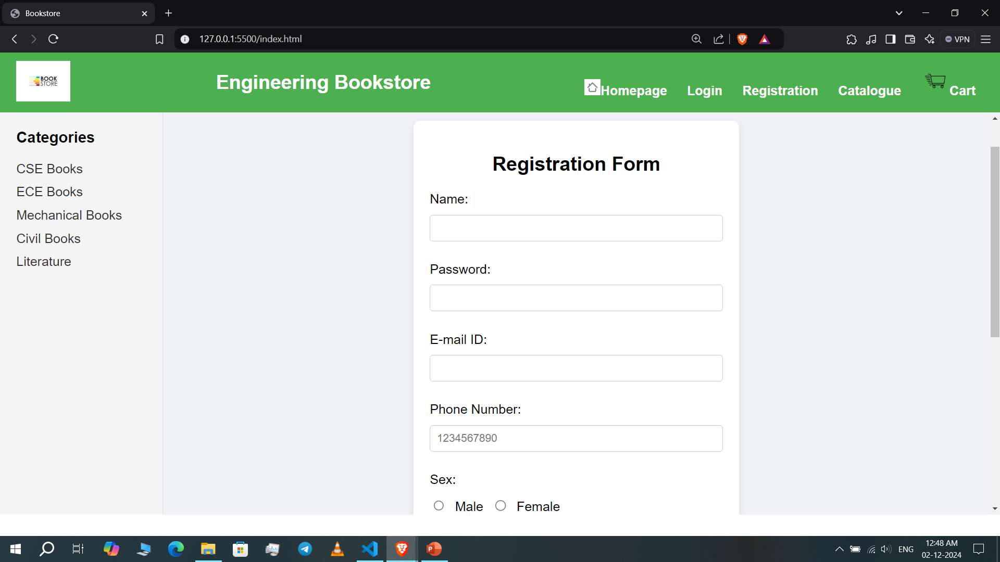 Bookstore
127.0.0.1:5500/index.html
VPN
BOOK
STORE
Engineering Bookstore
Homepage
Login
Registration
Catalogue
Cart
Categories
CSE Books
ECE Books
Mechanical Books
Civil Books
Literature
Registration Form
Name:
Password:
E-mail ID:
Phone Number:
1234567890
Sex:
Male
Female
P
ENG
12:48 AM
02-12-2024